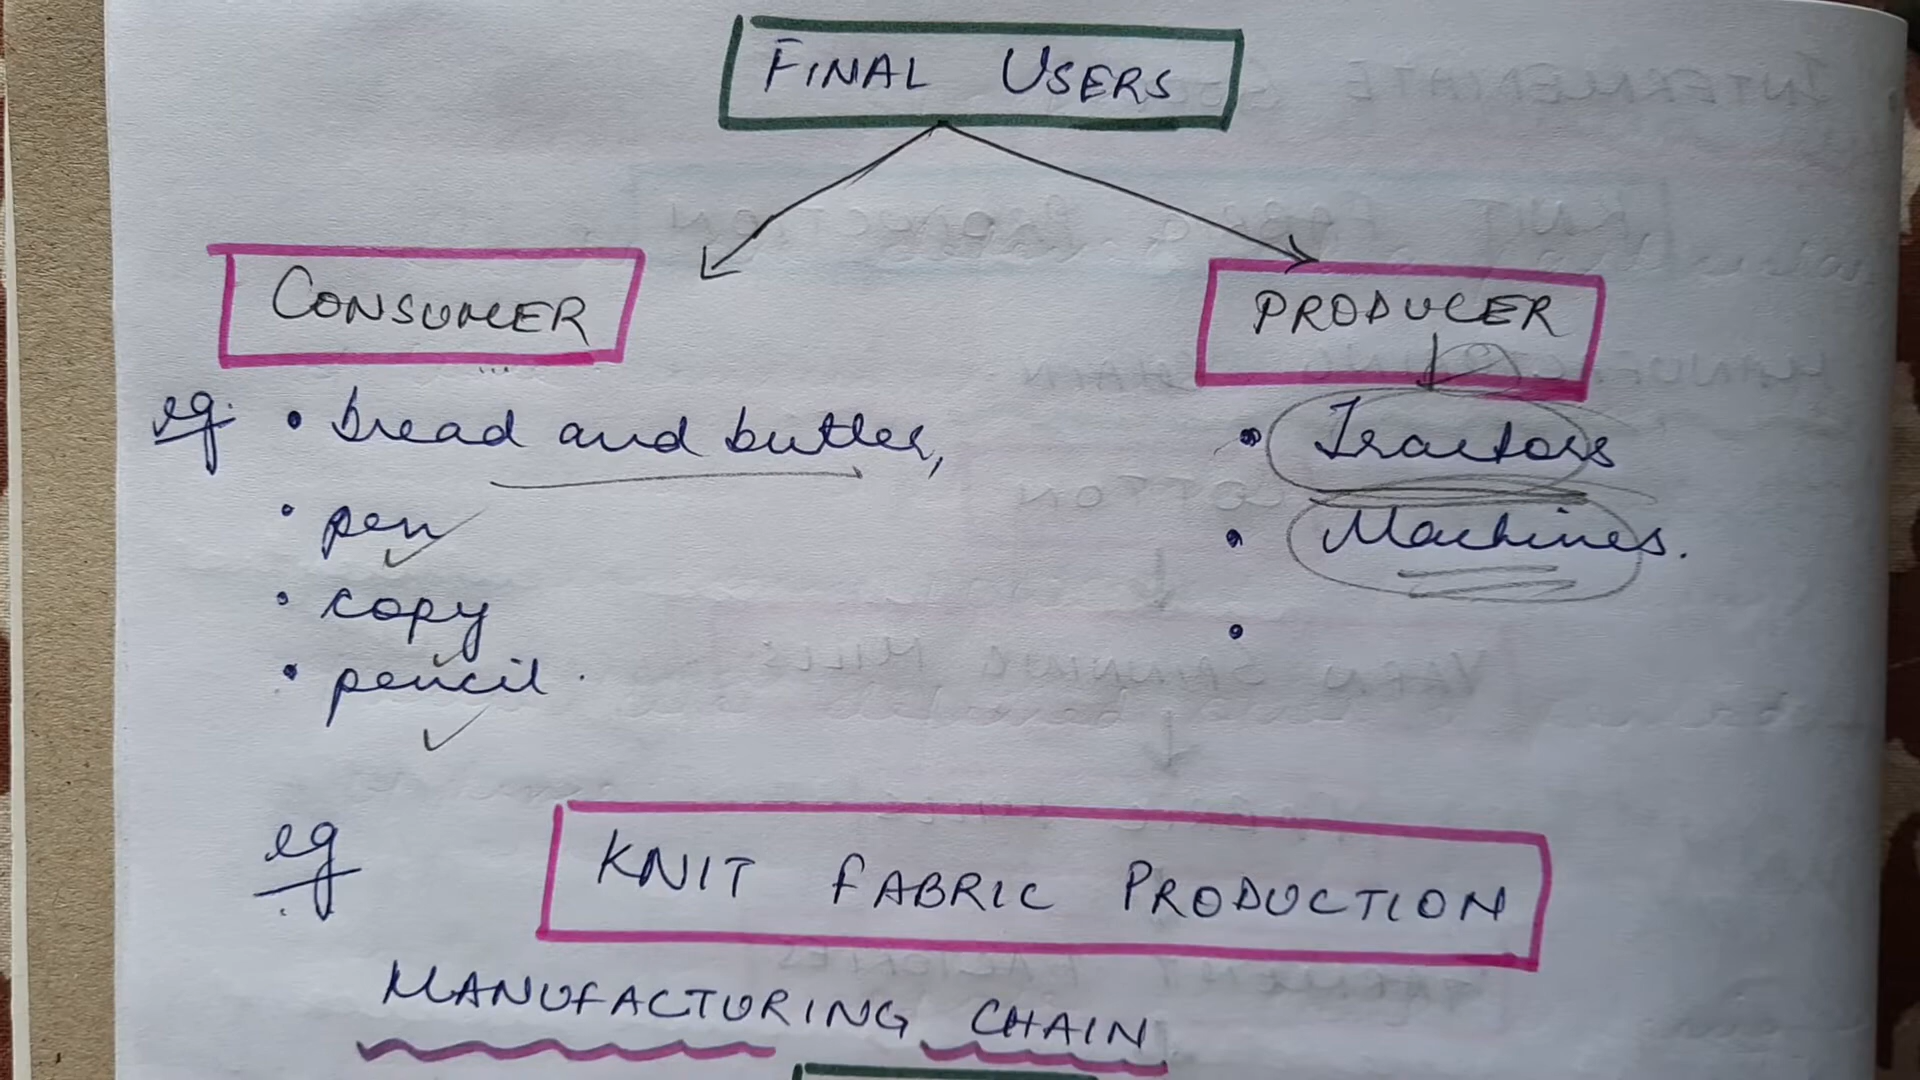 FINAL USERS
CONSUMER
PRODUCER
eg. • bread and butter,
• pen
• copy
• pencil.
• Tractors
• Machines.
•
eg KNIT FABRIC PRODUCTION
MANUFACTURING CHAIN